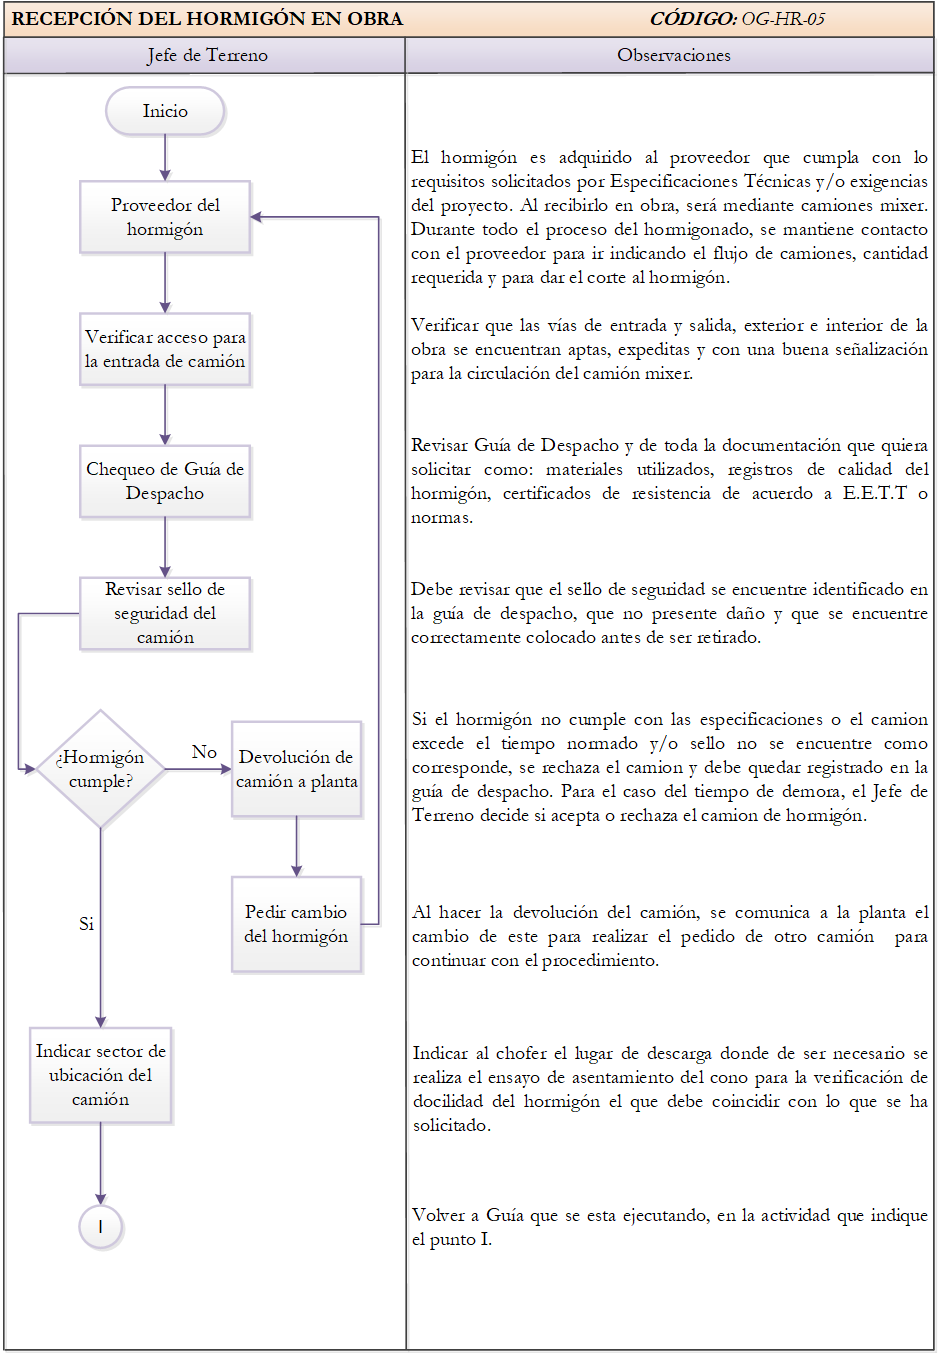 RECEPCIÓN DEL HORMIGÓN EN OBRA
CÓDIGO: OG-HR-05
Jefe de Terreno
Observaciones
Inicio
Proveedor del
hormigón
El hormigón es adquirido al proveedor que cumpla con lo
requisitos solicitados por Especificaciones Técnicas y/o exigencias
del proyecto. Al recibirlo en obra, será mediante camiones mixer.
Durante todo el proceso del hormigonado, se mantiene contacto
con el proveedor para ir indicando el flujo de camiones, cantidad
requerida y para dar el corte al hormigón.
Verificar acceso para
la entrada de camión
Verificar que las vías de entrada y salida, exterior e interior de la
obra se encuentran aptas, expeditas y con una buena señalización
para la circulación del camión mixer.
Chequeo de Guía de
Despacho
Revisar Guía de Despacho y de toda la documentación que quiera
solicitar como: materiales utilizados, registros de calidad del
hormigón, certificados de resistencia de acuerdo a E.E.T.T o
normas.
Revisar sello de
seguridad del
camión
Debe revisar que el sello de seguridad se encuentre identificado en
la guía de despacho, que no presente daño y que se encuentre
correctamente colocado antes de ser retirado.
¿Hormigón
cumple?
No
Devolución de
camión a planta
Si el hormigón no cumple con las especificaciones o el camion
excede el tiempo normado y/o sello no se encuentre como
corresponde, se rechaza el camion y debe quedar registrado en la
guía de despacho. Para el caso del tiempo de demora, el Jefe de
Terreno decide si acepta o rechaza el camion de hormigón.
Si
Pedir cambio
del hormigón
Al hacer la devolución del camión, se comunica a la planta el
cambio de este para realizar el pedido de otro camión para
continuar con el procedimiento.
Indicar sector de
ubicación del
camión
Indicar al chofer el lugar de descarga donde de ser necesario se
realiza el ensayo de asentamiento del cono para la verificación de
docilidad del hormigón el que debe coincidir con lo que se ha
solicitado.
I
Volver a Guía que se esta ejecutando, en la actividad que indique
el punto I.